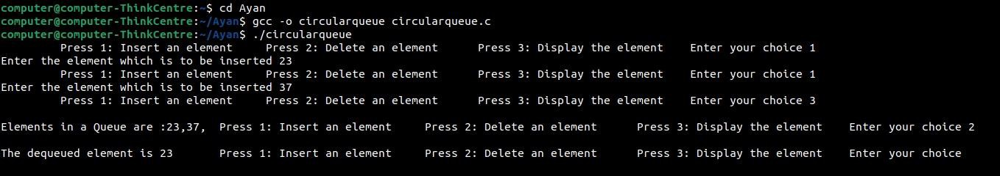 computer@computer-ThinkCentre:~$ cd Ayan
computer@computer-ThinkCentre:~/Ayan$ gcc -o circularqueue circularqueue.c
computer@computer-ThinkCentre:~/Ayan$ ./circularqueue
Press 1: Insert an element Press 2: Delete an element Press 3: Display the element Enter your choice 1
Enter the element which is to be inserted 23
Press 1: Insert an element Press 2: Delete an element Press 3: Display the element Enter your choice 1
Enter the element which is to be inserted 37
Press 1: Insert an element Press 2: Delete an element Press 3: Display the element Enter your choice 3
Elements in a Queue are :23,37, Press 1: Insert an element Press 2: Delete an element Press 3: Display the element Enter your choice 2
The dequeued element is 23 Press 1: Insert an element Press 2: Delete an element Press 3: Display the element Enter your choice